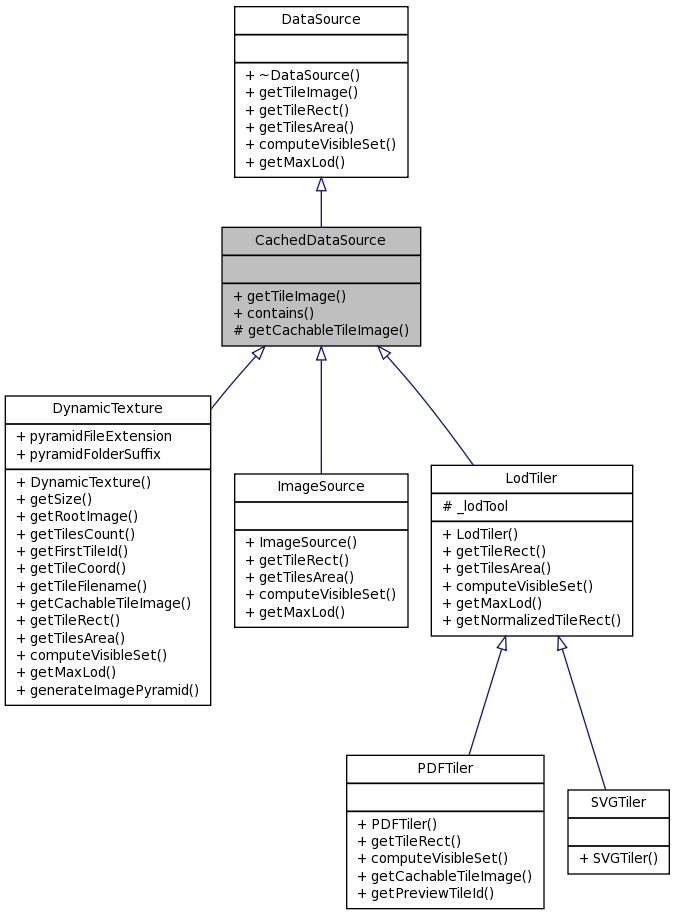 DataSource
+ ~DataSource()
+ getTileImage()
+ getTileRect()
+ getTilesArea()
+ computeVisibleSet()
+ getMaxLod()
CachedDataSource
+ getTileImage()
+ contains()
# getCachableTileImage()
DynamicTexture
+ pyramidFileExtension
+ pyramidFolderSuffix
+ DynamicTexture()
+ getSize()
+ getRootImage()
+ getTilesCount()
+ getFirstTileId()
+ getTileCoord()
+ getTileFilename()
+ getCachableTileImage()
+ getTileRect()
+ getTilesArea()
+ computeVisibleSet()
+ getMaxLod()
+ generateImagePyramid()
ImageSource
+ ImageSource()
+ getTileRect()
+ getTilesArea()
+ computeVisibleSet()
+ getMaxLod()
LodTiler
# _lodTool
+ LodTiler()
+ getTileRect()
+ getTilesArea()
+ computeVisibleSet()
+ getMaxLod()
+ getNormalizedTileRect()
PDFTiler
+ PDFTiler()
+ getTileRect()
+ computeVisibleSet()
+ getCachableTileImage()
+ getPreviewTileId()
SVGTiler
+ SVGTiler()